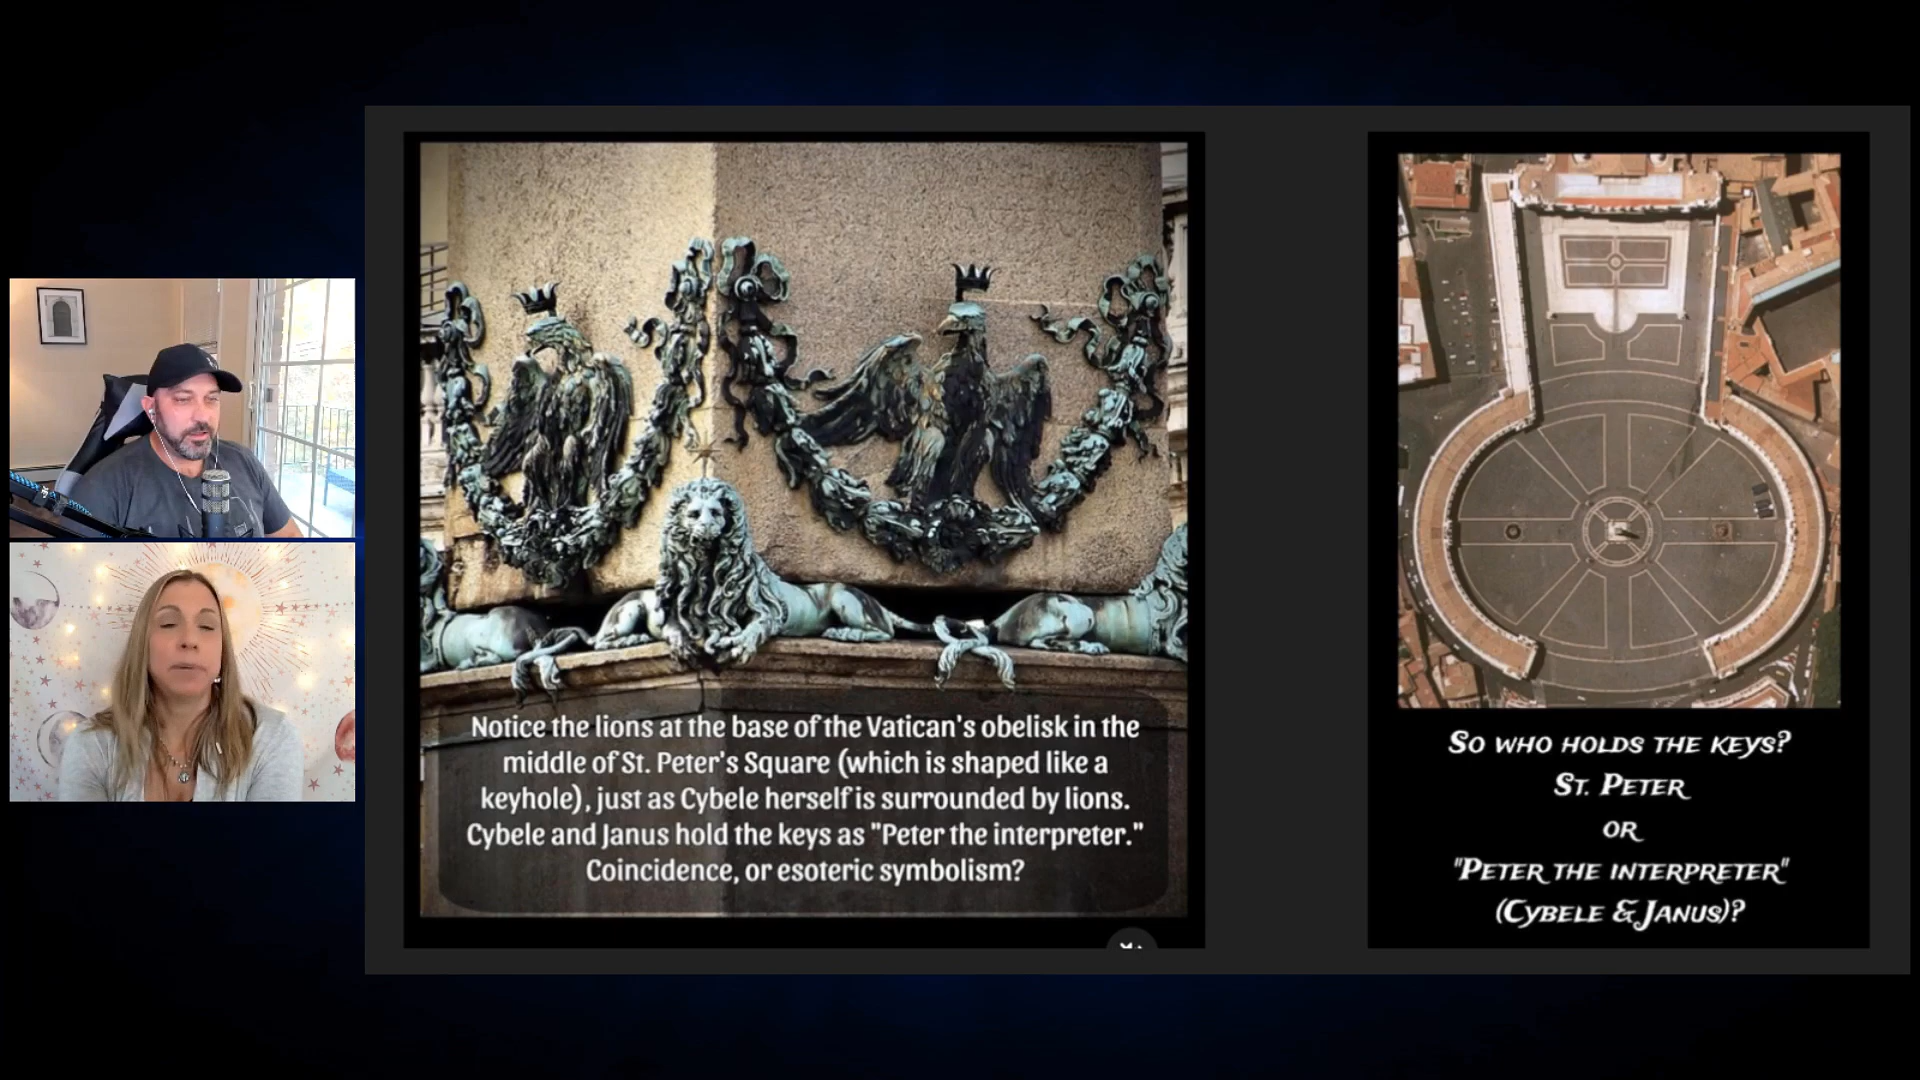 Notice the lions at the base of the Vatican's obelisk in the
middle of St. Peter's Square (which is shaped like a
keyhole), just as Cybele herself is surrounded by lions.
Cybele and Janus hold the keys as "Peter the interpreter."
Coincidence, or esoteric symbolism?
So who holds the keys?
St. Peter
or
"Peter the interpreter"
(Cybele & Janus)?